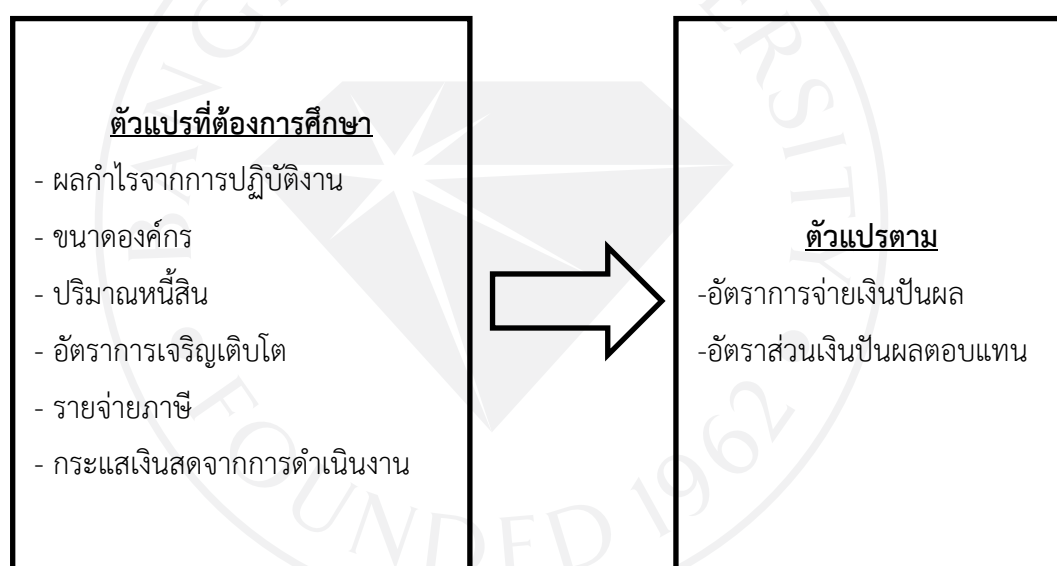 ตัวแปรที่ต้องการศึกษา
- ผลกำไรจากการปฏิบัติงาน
- ขนาดองค์กร
- ปริมาณหนี้สิน
- อัตราการเจริญเติบโต
- รายจ่ายภาษี
- กระแสเงินสดจากการดำเนินงาน
ตัวแปรตาม
-อัตราการจ่ายเงินปันผล
-อัตราส่วนเงินปันผลตอบแทน
FOUNDED 1962